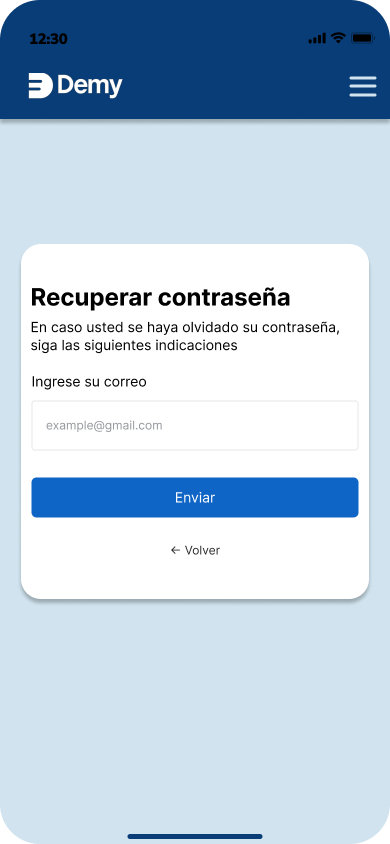 12:30
Demy
Recuperar contraseña
En caso usted se haya olvidado su contraseña,
siga las siguientes indicaciones
Ingrese su correo
example@gmail.com
Enviar
← Volver